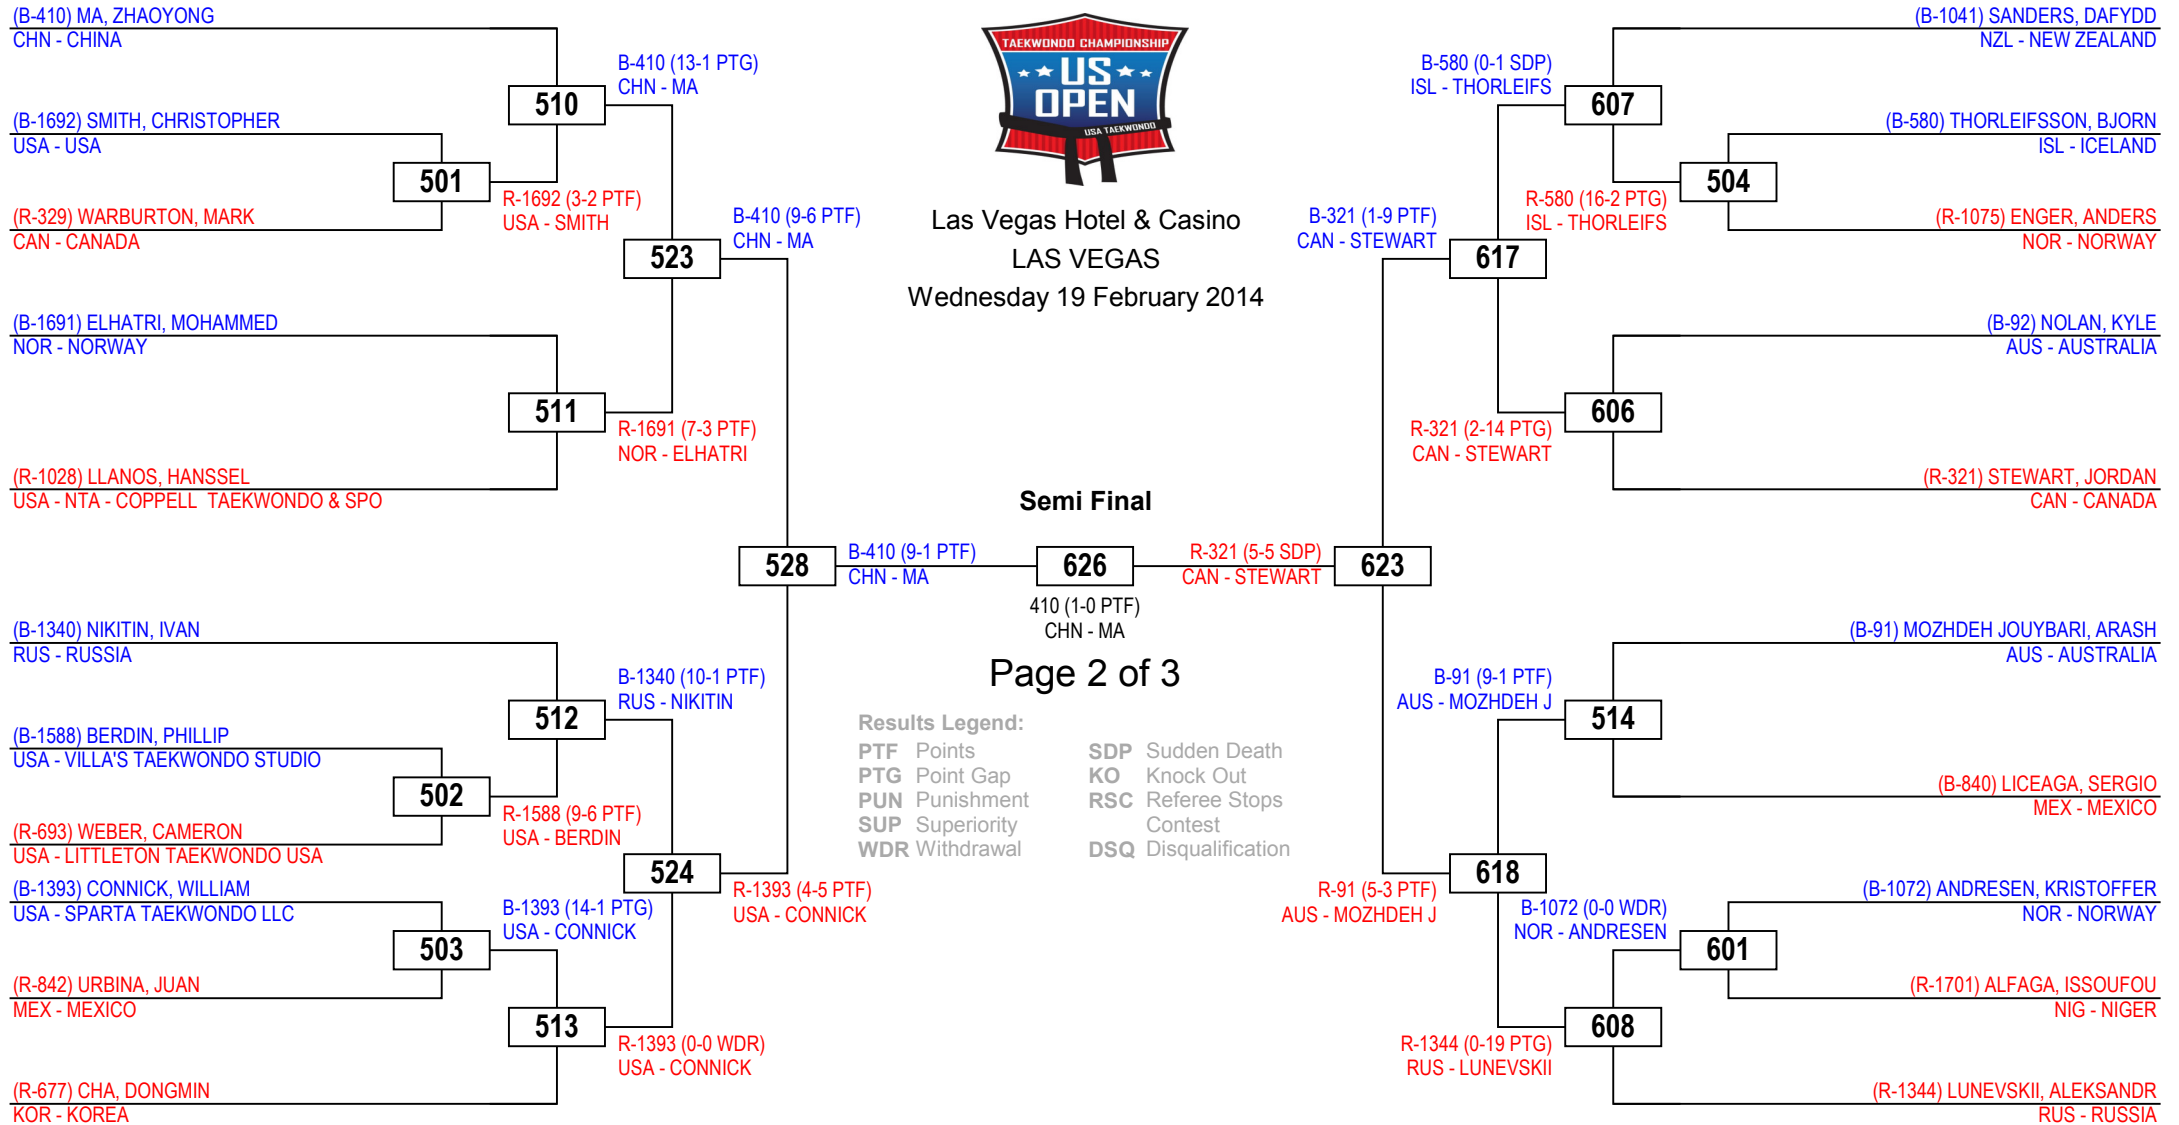 (B-410) MA, ZHAOYONG
CHN - CHINA
(B-1692) SMITH, CHRISTOPHER
USA - USA
(R-329) WARBURTON, MARK
CAN - CANADA
(B-1691) ELHATRI, MOHAMMED
NOR - NORWAY
(R-1028) LLANOS, HANSSEL
USA - NTA - COPPELL TAEKWONDO & SPO
(B-1340) NIKITIN, IVAN
RUS - RUSSIA
(B-1588) BERDIN, PHILLIP
USA - VILLA'S TAEKWONDO STUDIO
(R-693) WEBER, CAMERON
USA - LITTLETON TAEKWONDO USA
(B-1393) CONNICK, WILLIAM
USA - SPARTA TAEKWONDO LLC
(R-842) URBINA, JUAN
MEX - MEXICO
(R-677) CHA, DONGMIN
KOR - KOREA
501
502
503
R-1692 (3-2 PTF)
USA - SMITH
R-1588 (9-6 PTF)
USA - BERDIN
B-1393 (14-1 PTG)
USA - CONNICK
510
511
512
513
B-410 (13-1 PTG)
CHN - MA
R-1691 (7-3 PTF)
NOR - ELHATRI
B-1340 (10-1 PTF)
RUS - NIKITIN
R-1393 (0-0 WDR)
USA - CONNICK
523
524
B-410 (9-6 PTF)
CHN - MA
R-1393 (4-5 PTF)
USA - CONNICK
528
B-410 (9-1 PTF)
CHN - MA
TAEKWONDO CHAMPIONSHIP
US
OPEN
USA TAEKWONDO
Las Vegas Hotel & Casino
LAS VEGAS
Wednesday 19 February 2014
Semi Final
626
410 (1-0 PTF)
CHN - MA
Page 2 of 3
Results Legend:
PTF Points
PTG Point Gap
PUN Punishment
SUP Superiority
WDR Withdrawal
SDP Sudden Death
KO Knock Out
RSC Referee Stops
Contest
DSQ Disqualification
R-321 (5-5 SDP)
CAN - STEWART
623
B-321 (1-9 PTF)
CAN - STEWART
R-91 (5-3 PTF)
AUS - MOZHDEH J
617
618
B-580 (0-1 SDP)
ISL - THORLEIFS
R-321 (2-14 PTG)
CAN - STEWART
B-91 (9-1 PTF)
AUS - MOZHDEH J
R-1344 (0-19 PTG)
RUS - LUNEVSKII
607
606
514
608
R-580 (16-2 PTG)
ISL - THORLEIFS
B-1072 (0-0 WDR)
NOR - ANDRESEN
504
601
(B-1041) SANDERS, DAFYDD
NZL - NEW ZEALAND
(B-580) THORLEIFSSON, BJORN
ISL - ICELAND
(R-1075) ENGER, ANDERS
NOR - NORWAY
(B-92) NOLAN, KYLE
AUS - AUSTRALIA
(R-321) STEWART, JORDAN
CAN - CANADA
(B-91) MOZHDEH JOUYBARI, ARASH
AUS - AUSTRALIA
(B-840) LICEAGA, SERGIO
MEX - MEXICO
(B-1072) ANDRESEN, KRISTOFFER
NOR - NORWAY
(R-1701) ALFAGA, ISSOUFOU
NIG - NIGER
(R-1344) LUNEVSKII, ALEKSANDR
RUS - RUSSIA